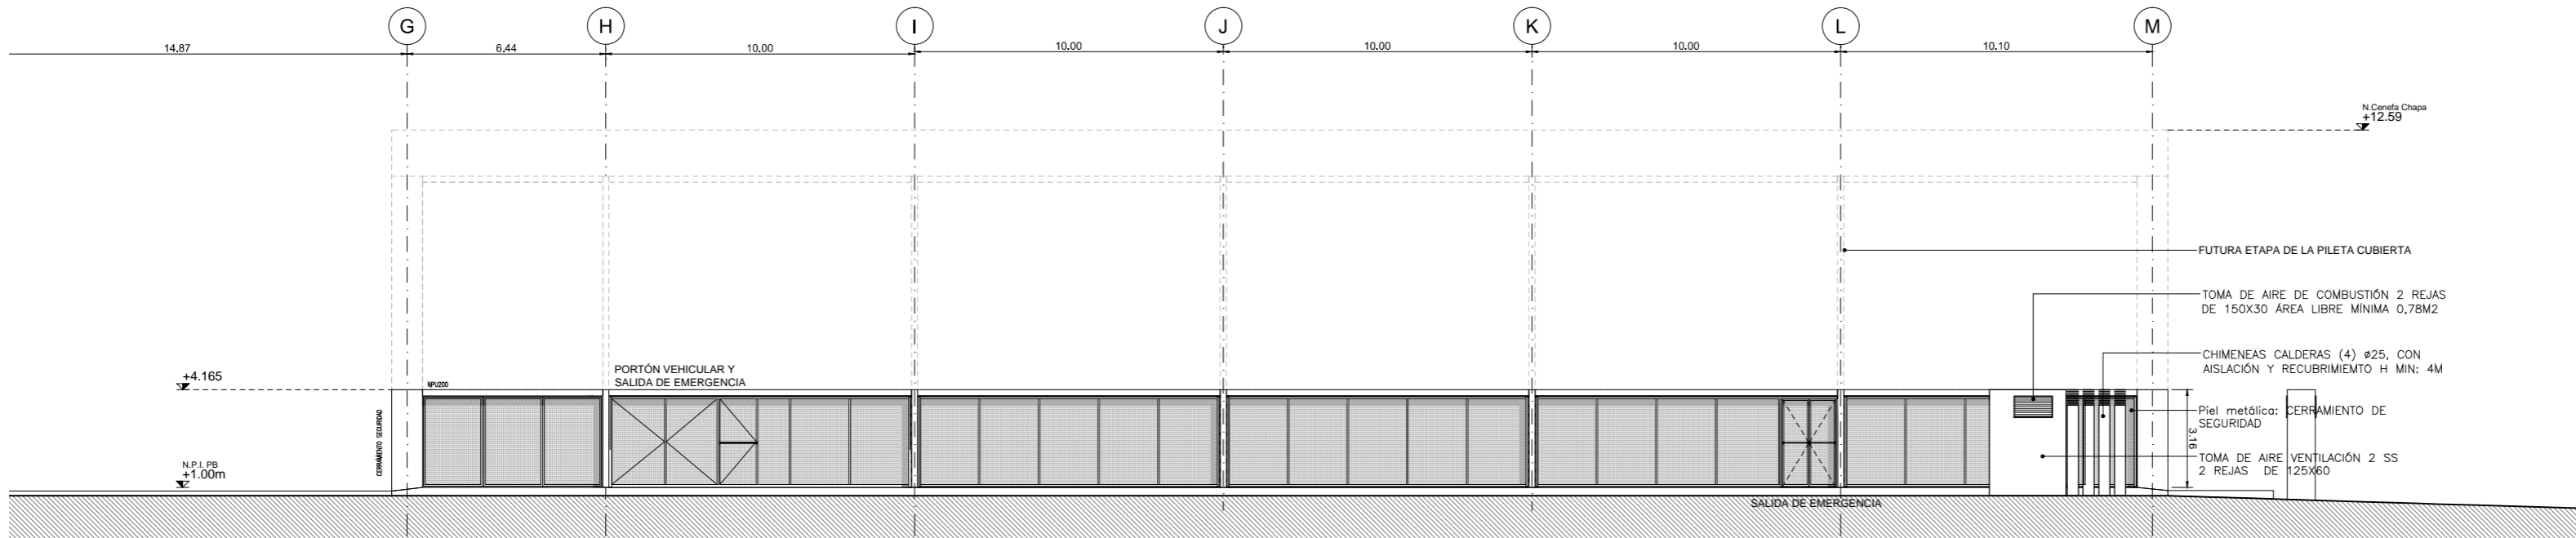 G H I J K L M
14.87 6.44 10.00 10.00 10.00 10.00 10.10
N.Cenefa Chapa
+12.59
FUTURA ETAPA DE LA PILETA CUBIERTA
TOMA DE AIRE DE COMBUSTIÓN 2 REJAS
DE 150X30 ÁREA LIBRE MÍNIMA 0,78M2
CHIMENEAS CALDERAS (4) ø25, CON
AISLACIÓN Y RECUBRIMIEMTO H MIN: 4M
+4.165
NPU200
PORTÓN VEHICULAR Y
SALIDA DE EMERGENCIA
Piel metálica: CERRAMIENTO DE
SEGURIDAD
3.16
CERRAMIENTO SEGURIDAD
N.P.I. PB
+1.00m
TOMA DE AIRE VENTILACIÓN 2 SS
2 REJAS DE 125X60
SALIDA DE EMERGENCIA